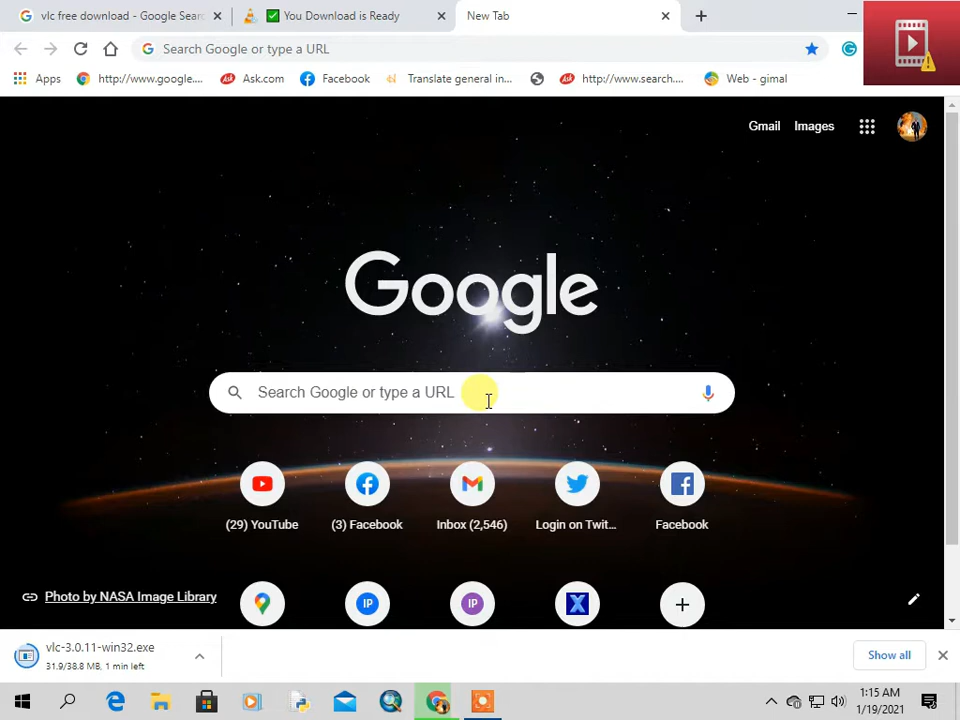 vlc free download - Google Sear
✅ You Download is Ready
New Tab
Search Google or type a URL
Apps
http://www.google....
Ask.com
Facebook
Translate general in...
http://www.search....
Web - gimal
Gmail
Images
Google
Search Google or type a URL
(29) YouTube
(3) Facebook
Inbox (2,546)
Login on Twit...
Facebook
Photo by NASA Image Library
IP
IP
vlc-3.0.11-win32.exe
31.9/38.8 MB, 1 min left
Show all
1:15 AM
1/19/2021